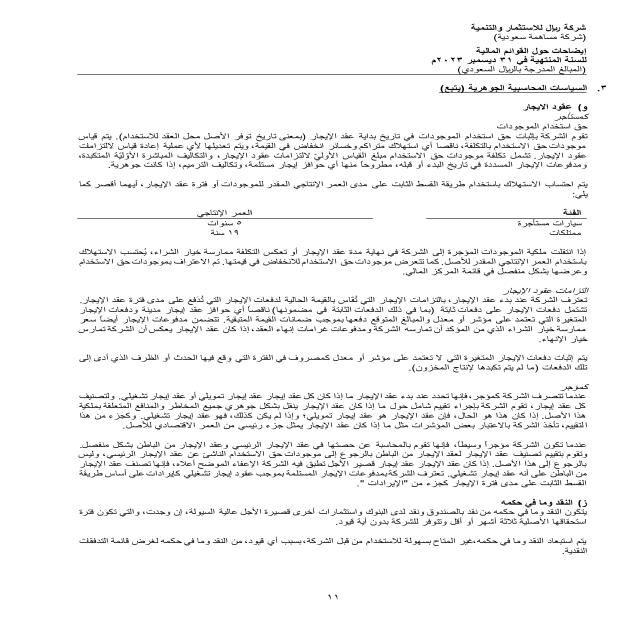 شركة ريال للاستثمار والتنمية
(شركة مساهمة سعودية)
إيضاحات حول القوائم المالية
للسنة المنتهية في ٣١ ديسمبر ٢٠٢٣م
(المبالغ المدرجة بالريال السعودي)
٣. السياسات المحاسبية الجوهرية (يتبع)
و) عقود الإيجار
كمستأجر
حق استخدام الموجودات
تقوم الشركة بإثبات حق استخدام الموجودات في تاريخ بداية عقد الإيجار (بمعنى تاريخ توفر الأصل محل العقد للاستخدام). يتم قياس
موجودات حق الاستخدام بالتكلفة، ناقصاً أي استهلاك متراكم وخسائر انخفاض في القيمة، ويتم تعديلها لأي عملية إعادة قياس لالتزامات
عقود الإيجار. تشمل تكلفة موجودات حق الاستخدام مبلغ القياس الأولي لالتزامات عقود الإيجار، والتكاليف المباشرة الأولية المتكبدة،
ومدفوعات الإيجار المسددة في تاريخ البدء أو قبله، مطروحاً منها أي حوافز إيجار مستلمة، وتكاليف الترميم، إذا كانت جوهرية.
يتم احتساب الاستهلاك باستخدام طريقة القسط الثابت على مدى العمر الإنتاجي المقدر للموجودات أو فترة عقد الإيجار، أيهما أقصر كما
يلي:
الفئة العمر الإنتاجي
سيارات مستأجرة ٥ سنوات
ممتلكات ١٩ سنة
إذا انتقلت ملكية الموجودات المؤجرة إلى الشركة في نهاية مدة عقد الإيجار أو تعكس التكلفة ممارسة خيار الشراء، يُحتسب الاستهلاك
باستخدام العمر الإنتاجي المقدر للأصل. كما تتعرض موجودات حق الاستخدام للانخفاض في قيمتها. تم الاعتراف بموجودات حق الاستخدام
وعرضها بشكل منفصل في قائمة المركز المالي.
التزامات عقود الإيجار
تعترف الشركة عند بدء عقد الإيجار، بالتزامات الإيجار التي تُقاس بالقيمة الحالية لدفعات الإيجار التي تُدفع على مدى فترة عقد الإيجار.
تشتمل دفعات الإيجار على دفعات ثابتة (بما في ذلك الدفعات الثابتة في مضمونها) ناقصاً أي حوافز عقد إيجار مدينة ودفعات الإيجار
المتغيرة التي تعتمد على مؤشر أو معدل والمبالغ المتوقع دفعها بموجب ضمانات القيمة المتبقية. تتضمن مدفوعات الإيجار أيضاً سعر
ممارسة خيار الشراء الذي من المؤكد أن تمارسه الشركة ومدفوعات غرامات إنهاء العقد، إذا كان عقد الإيجار يعكس أن الشركة تمارس
خيار الإنهاء.
يتم إثبات دفعات الإيجار المتغيرة التي لا تعتمد على مؤشر أو معدل كمصروف في الفترة التي وقع فيها الحدث أو الظرف الذي أدى إلى
تلك الدفعات (ما لم يتم تكبدها لإنتاج المخزون).
كمؤجر
عندما تتصرف الشركة كمؤجر، فإنها تحدد عند بدء عقد الإيجار ما إذا كان كل عقد إيجار عقد إيجار تمويلي أو عقد إيجار تشغيلي. ولتصنيف
كل عقد إيجار، تقوم الشركة بإجراء تقييم شامل حول ما إذا كان عقد الإيجار ينقل بشكل جوهري جميع المخاطر والمنافع المتعلقة بملكية
هذا الأصل. إذا كان هذا هو الحال، فإن عقد الإيجار هو عقد إيجار تمويلي؛ وإذا لم يكن كذلك، فهو عقد إيجار تشغيلي. وكجزء من هذا
التقييم، تأخذ الشركة بالاعتبار بعض المؤشرات مثل ما إذا كان عقد الإيجار يمثل جزء رئيسي من العمر الاقتصادي للأصل.
عندما تكون الشركة مؤجراً وسيطاً، فإنها تقوم بالمحاسبة عن حصتها في عقد الإيجار الرئيسي وعقد الإيجار من الباطن بشكل منفصل.
وتقوم بتقييم تصنيف عقد الإيجار لعقد الإيجار من الباطن بالرجوع إلى موجودات حق الاستخدام الناشئ عن عقد الإيجار الرئيسي، وليس
بالرجوع إلى هذا الأصل. إذا كان عقد الإيجار عقد إيجار قصير الأجل تطبق فيه الشركة الإعفاء الموضح أعلاه، فإنها تصنف عقد الإيجار
من الباطن على أنه عقد إيجار تشغيلي. تعترف الشركة بمدفوعات الإيجار المستلمة بموجب عقود إيجار تشغيلي كإيرادات على أساس طريقة
القسط الثابت على مدى فترة الإيجار كجزء من "الإيرادات".
ز) النقد وما في حكمه
يتكون النقد وما في حكمه من نقد بالصندوق ونقد لدى البنوك واستثمارات أخرى قصيرة الأجل عالية السيولة، إن وجدت، والتي تكون فترة
استحقاقها الأصلية ثلاثة أشهر أو أقل وتتوفر للشركة بدون أية قيود.
يتم استبعاد النقد وما في حكمه، غير المتاح بسهولة للاستخدام من قبل الشركة، بسبب أي قيود، من النقد وما في حكمه لغرض قائمة التدفقات
النقدية.
١١